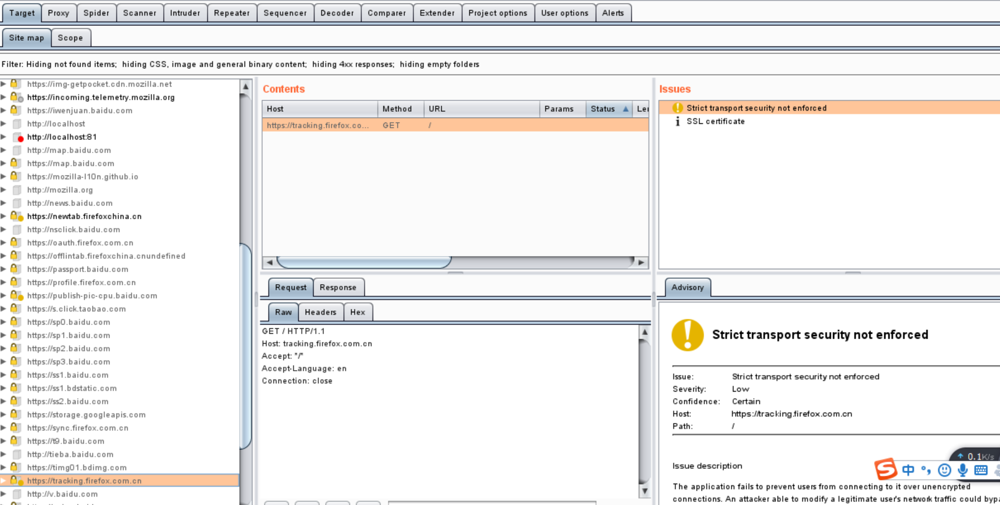 Target Proxy Spider Scanner Intruder Repeater Sequencer Decoder Comparer Extender Project options User options Alerts
Site map Scope
Filter: Hiding not found items; hiding CSS, image and general binary content; hiding 4xx responses; hiding empty folders
https://img-getpocket.cdn.mozilla.net
https://incoming.telemetry.mozilla.org
https://iwenjuan.baidu.com
http://localhost
http://localhost:81
http://map.baidu.com
https://map.baidu.com
https://mozilla-l10n.github.io
http://mozilla.org
http://news.baidu.com
https://newtab.firefoxchina.cn
http://nsclick.baidu.com
https://oauth.firefox.com.cn
https://offlintab.firefoxchina.cnundefined
https://passport.baidu.com
https://profile.firefox.com.cn
https://publish-pic-cpu.baidu.com
https://s.click.taobao.com
https://sp0.baidu.com
https://sp1.baidu.com
https://sp2.baidu.com
https://sp3.baidu.com
https://ss1.baidu.com
https://ss1.bdstatic.com
https://ss2.baidu.com
https://storage.googleapis.com
https://sync.firefox.com.cn
https://t9.baidu.com
http://tieba.baidu.com
https://timg01.bdimg.com
https://tracking.firefox.com.cn
http://v.baidu.com
Contents
Host Method URL Params Status Ler
https://tracking.firefox.co... GET /
Request Response
Raw Headers Hex
GET / HTTP/1.1
Host: tracking.firefox.com.cn
Accept: */*
Accept-Language: en
Connection: close
Issues
Strict transport security not enforced
SSL certificate
Advisory
Strict transport security not enforced
Issue: Strict transport security not enforced
Severity: Low
Confidence: Certain
Host: https://tracking.firefox.com.cn
Path: /
Issue description
The application fails to prevent users from connecting to it over unencrypted
connections. An attacker able to modify a legitimate user's network traffic could bypa
0.1K/s
中